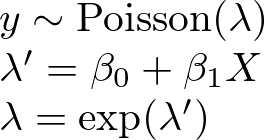 y ∼ Poisson(λ)
λ′ = β₀ + β₁X
λ = exp(λ′)